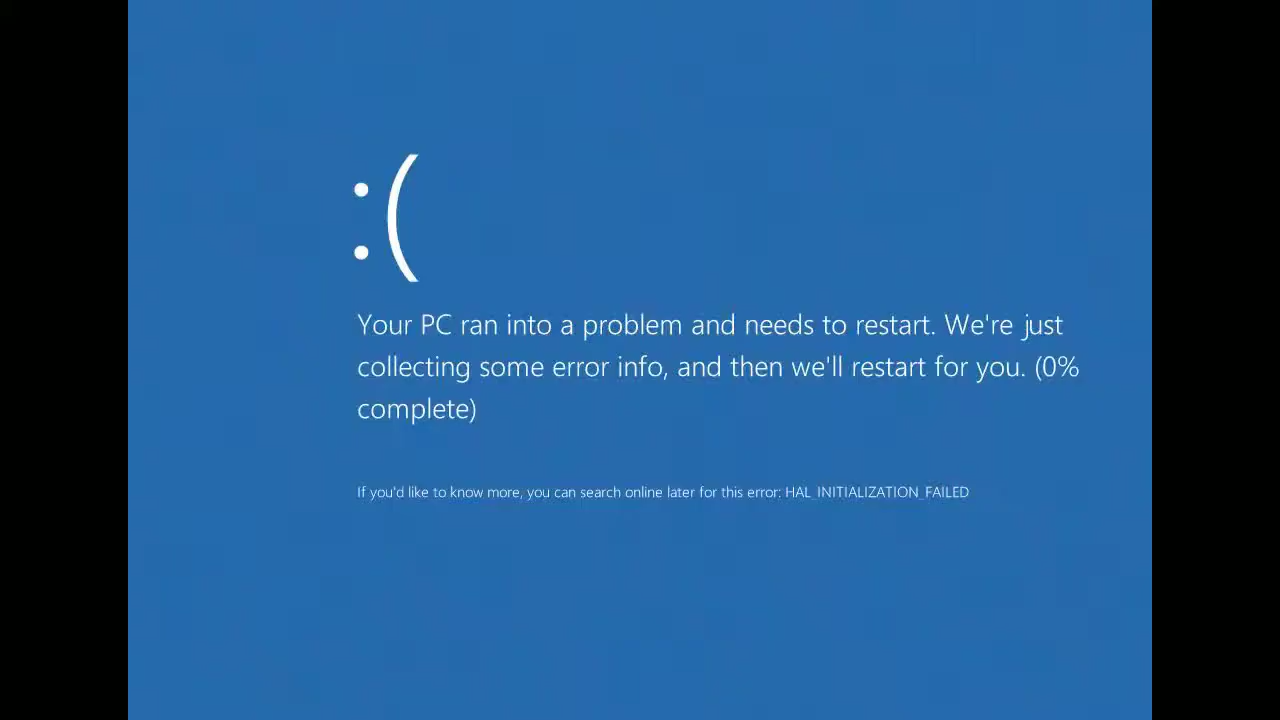 :(
Your PC ran into a problem and needs to restart. We're just
collecting some error info, and then we'll restart for you. (0%
complete)
If you'd like to know more, you can search online later for this error: HAL_INITIALIZATION_FAILED